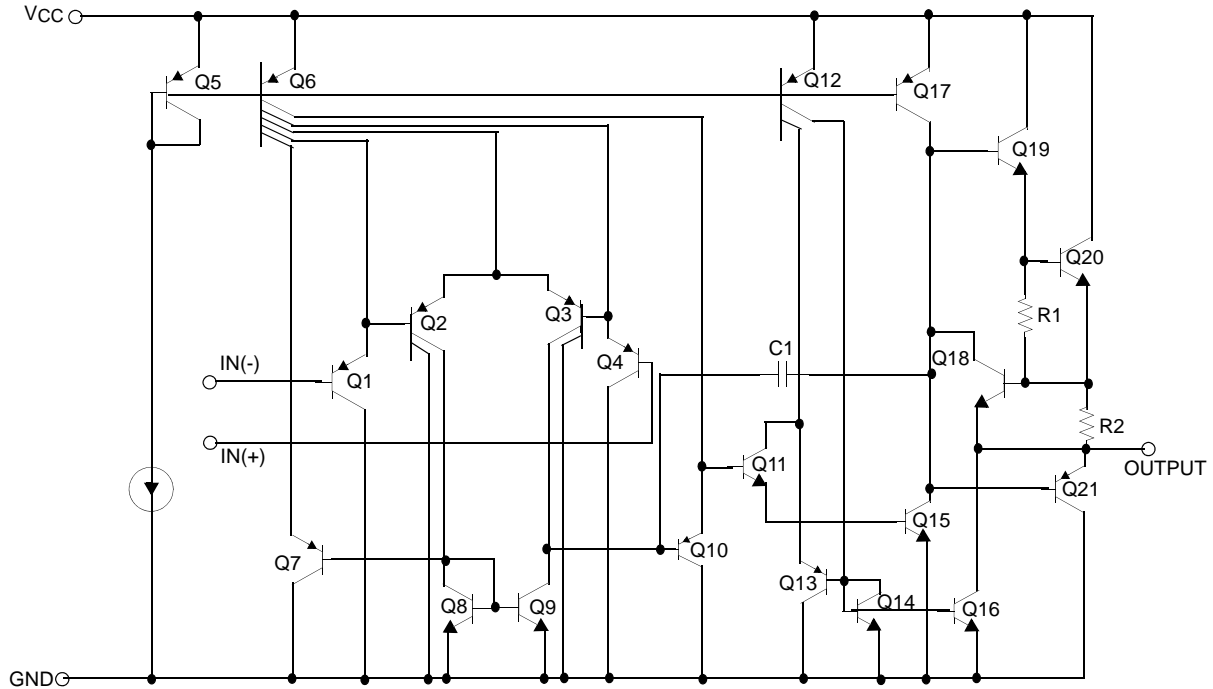 VCC
Q5
Q6
Q12
Q17
Q19
Q20
R1
Q2
Q3
Q4
C1
Q18
IN(-)
Q1
R2
IN(+)
OUTPUT
Q11
Q21
Q15
Q7
Q10
Q13
Q8
Q9
Q14
Q16
GND